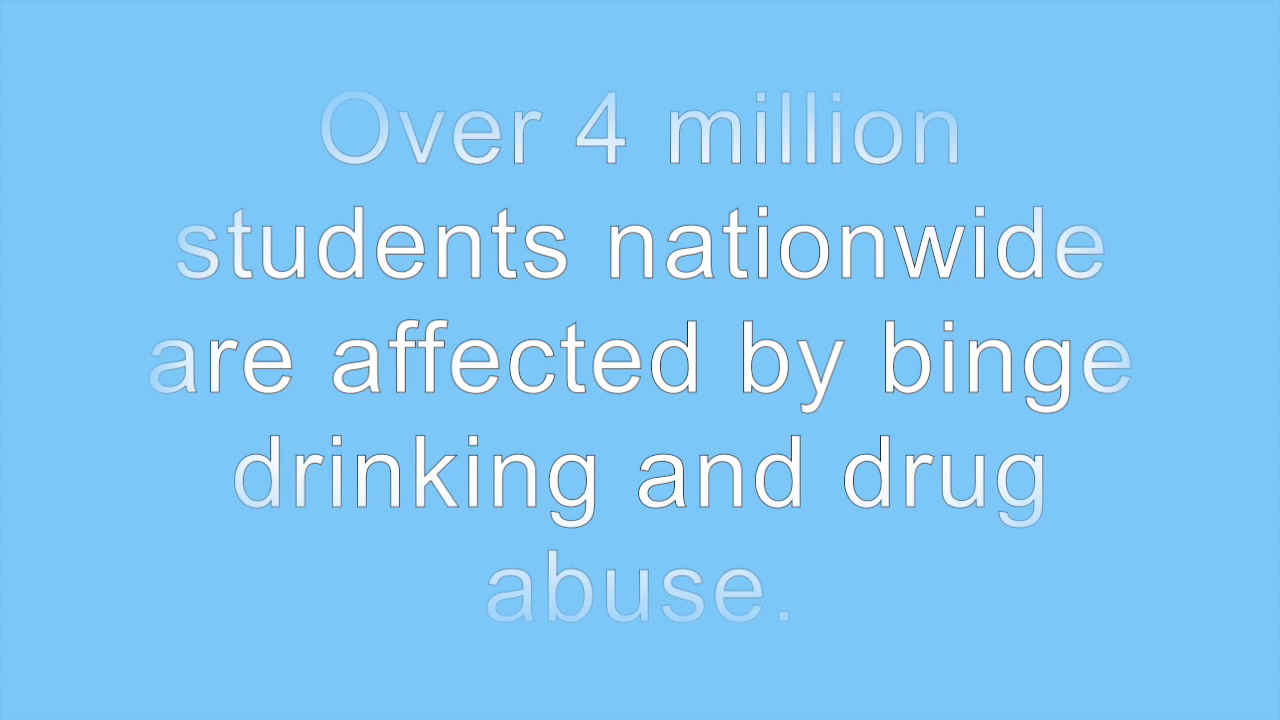 Over 4 million
students nationwide
are affected by binge
drinking and drug
abuse.